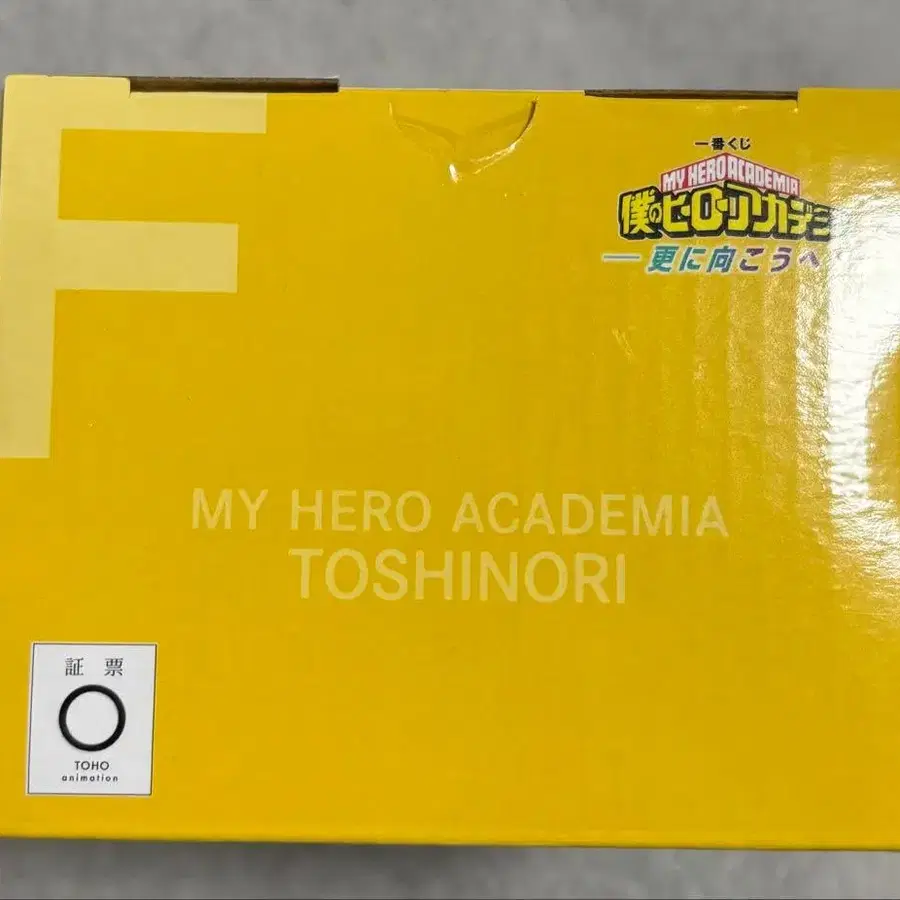 F
一番くじ
MY HERO ACADEMIA
僕のヒーローアカデミ
— 更に向こうへ
MY HERO ACADEMIA
TOSHINORI
証 票
TOHO
animation